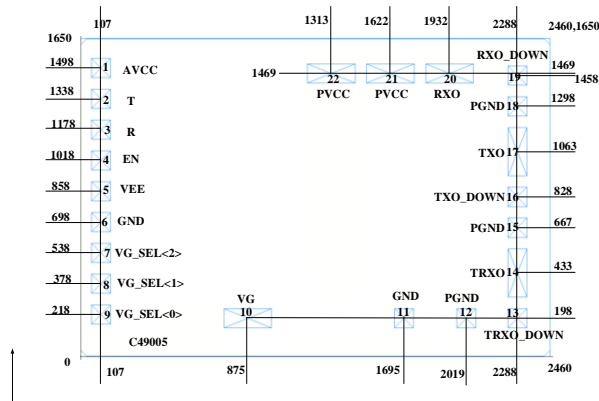 107 1313 1622 1932 2288 2460,1650
1650
RXO_DOWN
1498 1 AVCC
1469 22 21 20 19 1469
1458
PVCC PVCC RXO
1338 2 T
PGND 18 1298
1178 3 R
1018 4 EN
TXO 17 1063
858 5 VEE
TXO_DOWN 16 828
698 6 GND
PGND 15 667
538 7 VG_SEL<2>
TRXO 14 433
378 8 VG_SEL<1>
VG GND PGND
218 9 VG_SEL<0> 10 11 12 13 198
TRXO_DOWN
C49005
0
107 875 1695 2019 2288 2460